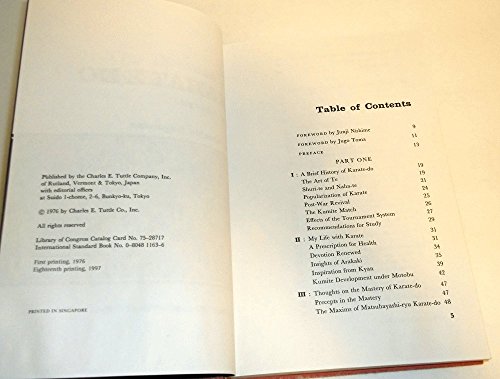 Published by the Charles E. Tuttle Company, Inc.
of Rutland, Vermont & Tokyo, Japan
with editorial offices
at Suido 1-chome, 2-6, Bunkyo-ku, Tokyo
© 1976 by Charles E. Tuttle Co., Inc.
All rights reserved
Library of Congress Catalog Card No. 75-28717
International Standard Book No. 0-8048 1163-6
First printing, 1976
Eighteenth printing, 1997
PRINTED IN SINGAPORE
Table of Contents
FOREWORD by Junji Nishime 9
FOREWORD by Jugo Toma 11
PREFACE 13
PART ONE
I : A Brief History of Karate-do 19
The Art of Te 19
Shuri-te and Naha-te 21
Popularization of Karate 24
Post-War Revival 25
The Kumite Match 26
Effects of the Tournament System 27
Recommendations for Study 29
II : My Life with Karate 31
A Prescription for Health 31
Devotion Renewed 34
Insights of Arakaki 35
Inspiration from Kyan 38
Kumite Development under Motobu 42
III : Thoughts on the Mastery of Karate-do 47
Precepts in the Mastery 47
The Maxims of Matsubayashi-ryu Karate-do 48
5